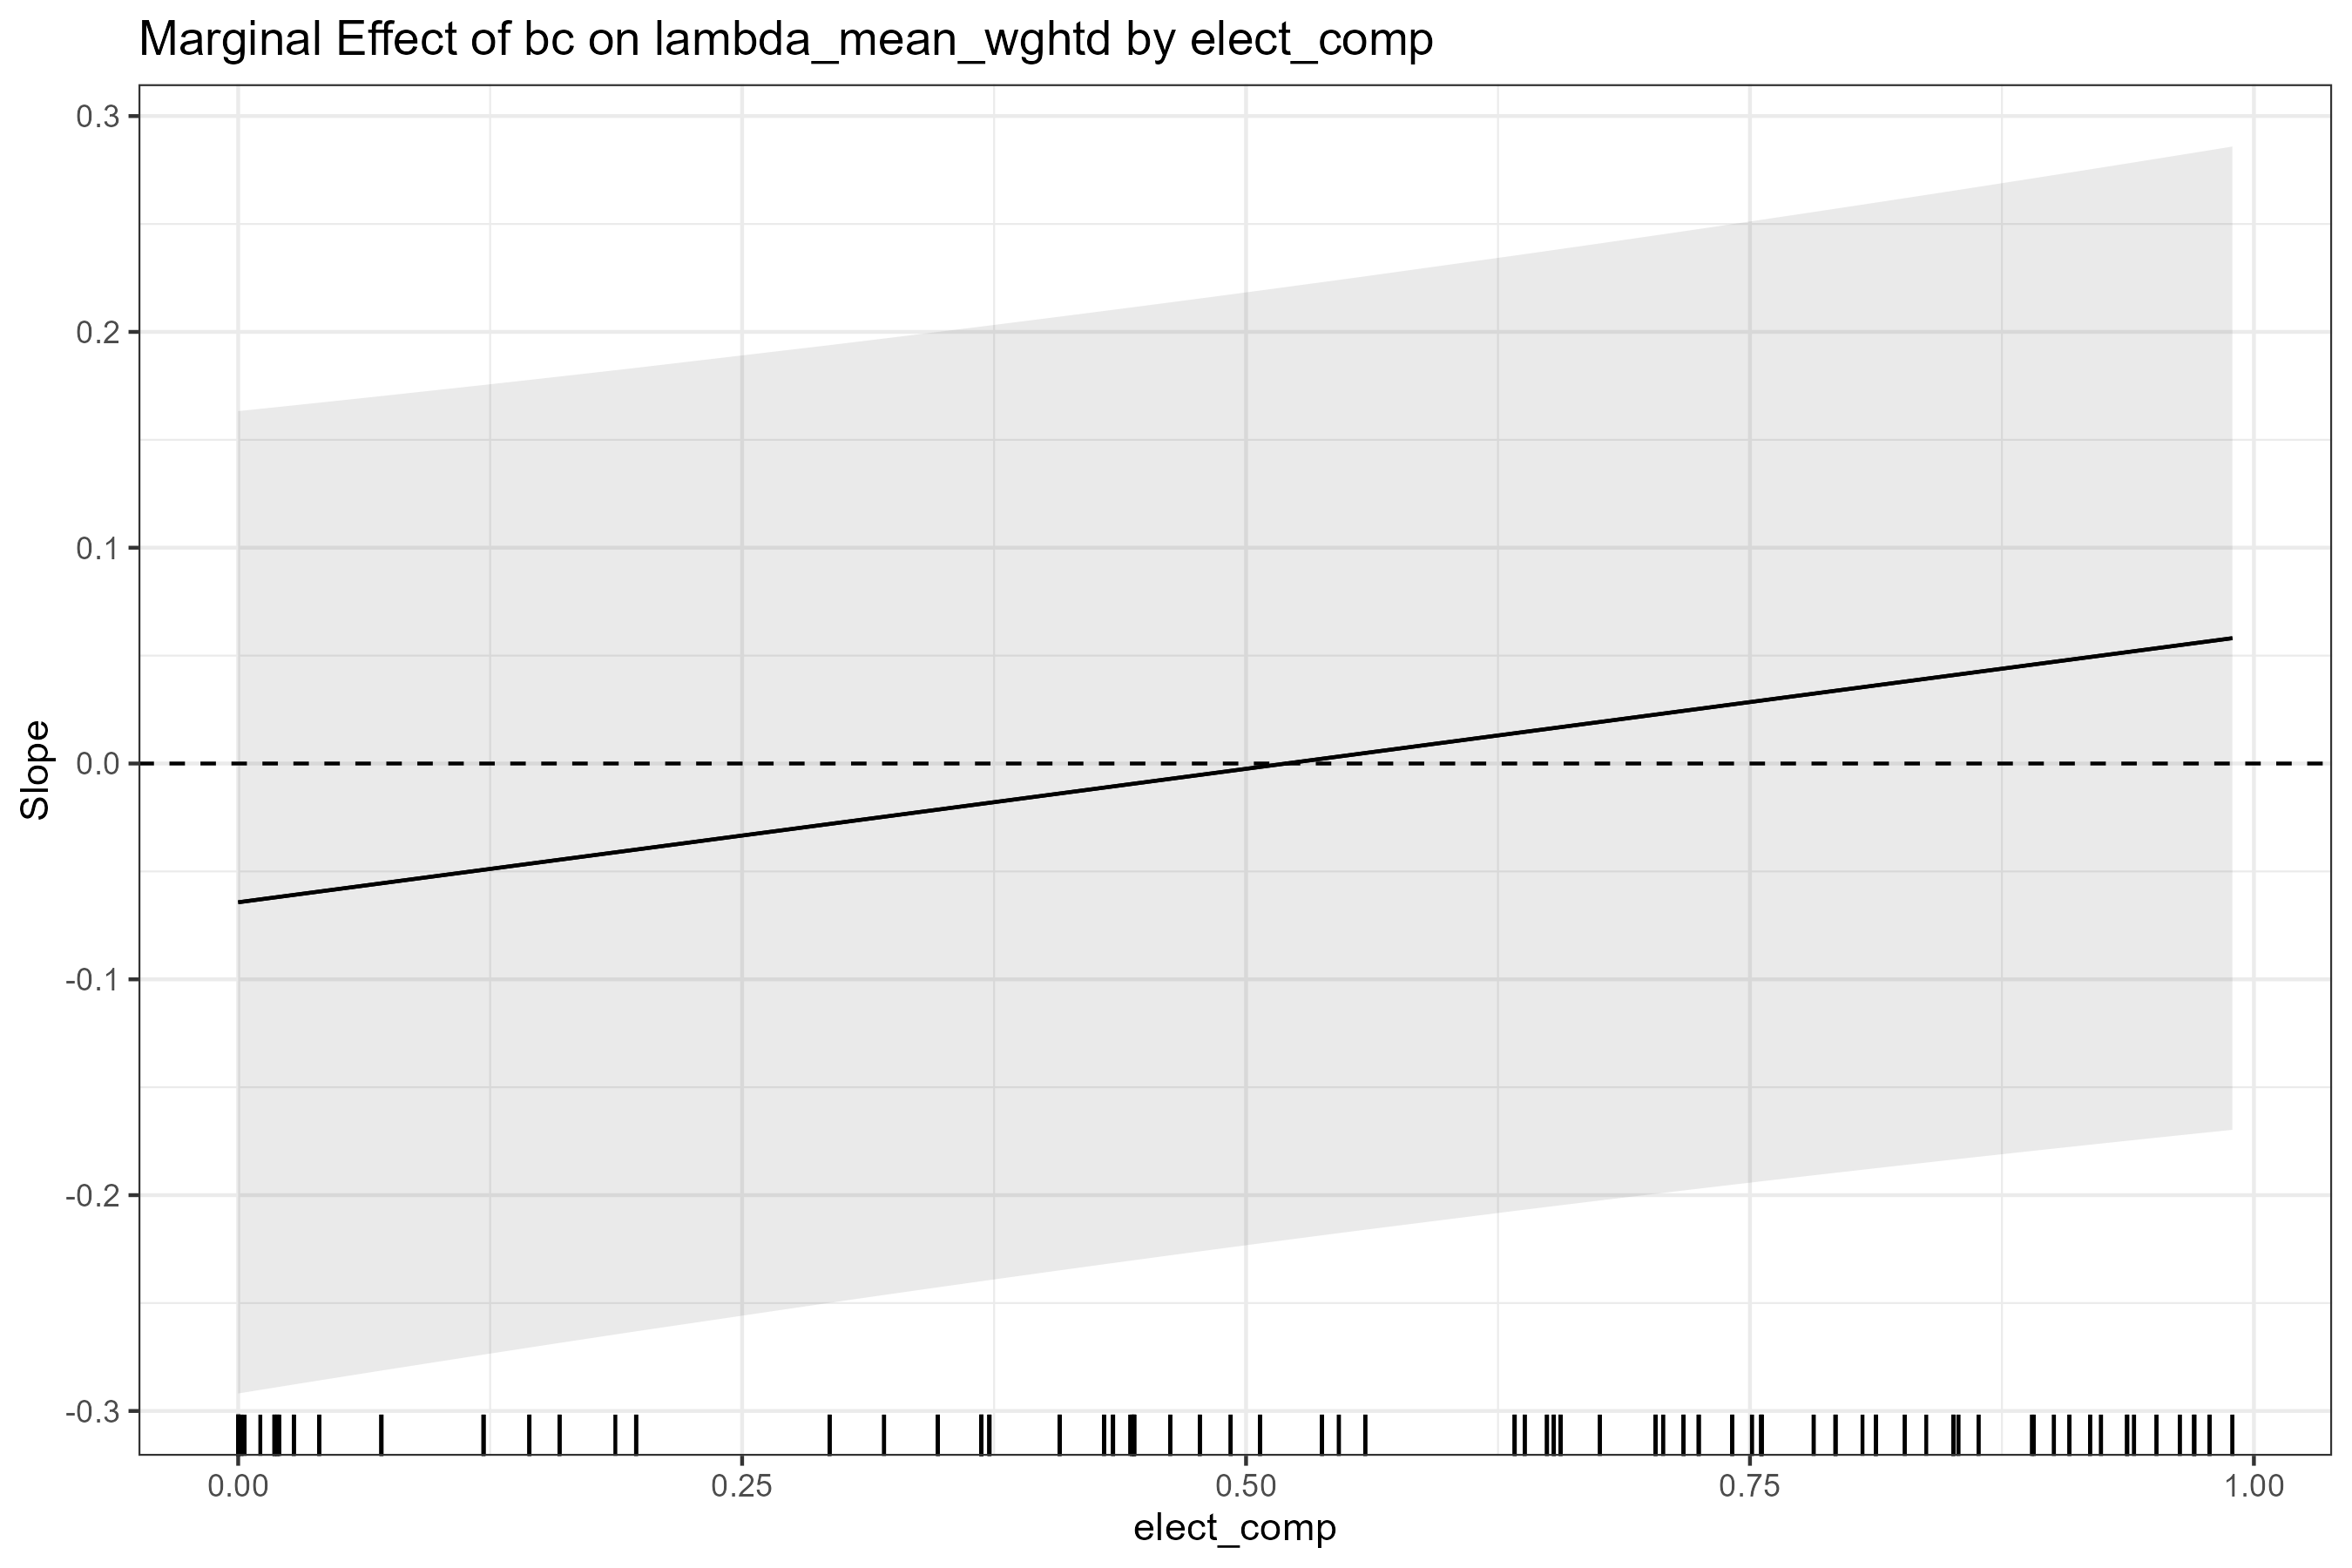 Marginal Effect of bc on lambda_mean_wghtd by elect_comp
0.3
0.2
0.1
0.0
-0.1
-0.2
-0.3
Slope
0.00 0.25 0.50 0.75 1.00
elect_comp